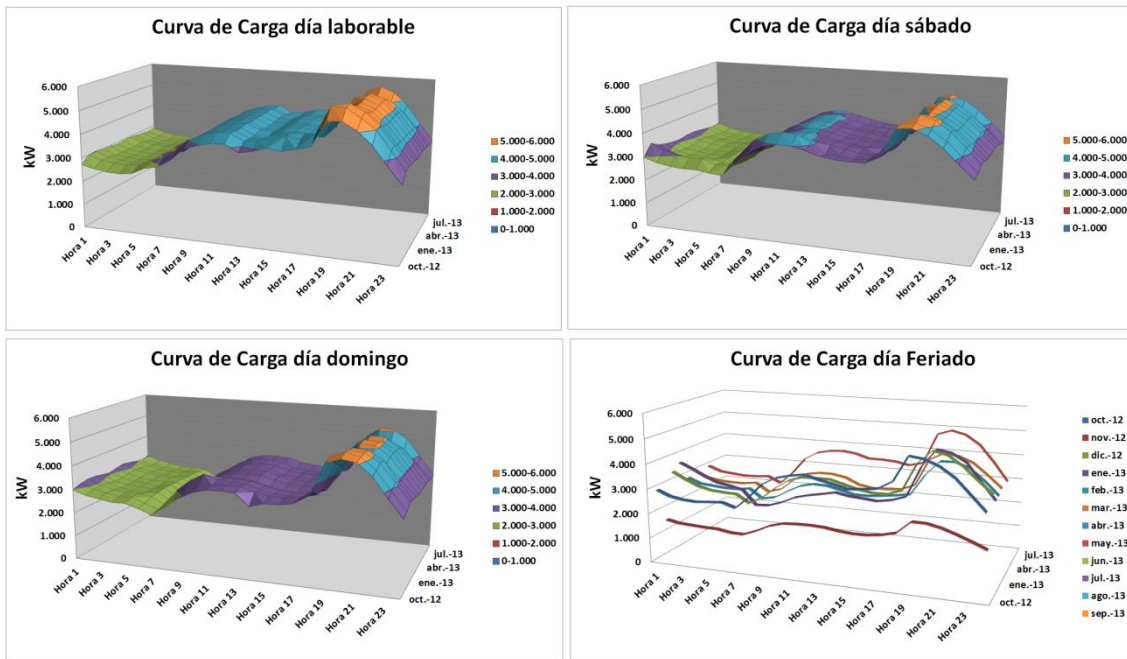 Curva de Carga día laborable
6.000
5.000
4.000
3.000
2.000
1.000
0
kW
Hora 1
Hora 3
Hora 5
Hora 7
Hora 9
Hora 11
Hora 13
Hora 15
Hora 17
Hora 19
Hora 21
Hora 23
jul.-13
abr.-13
ene.-13
oct.-12
5.000-6.000
4.000-5.000
3.000-4.000
2.000-3.000
1.000-2.000
0-1.000
Curva de Carga día sábado
6.000
5.000
4.000
3.000
2.000
1.000
0
kW
Hora 1
Hora 3
Hora 5
Hora 7
Hora 9
Hora 11
Hora 13
Hora 15
Hora 17
Hora 19
Hora 21
Hora 23
jul.-13
abr.-13
ene.-13
oct.-12
5.000-6.000
4.000-5.000
3.000-4.000
2.000-3.000
1.000-2.000
0-1.000
Curva de Carga día domingo
6.000
5.000
4.000
3.000
2.000
1.000
0
kW
Hora 1
Hora 3
Hora 5
Hora 7
Hora 9
Hora 11
Hora 13
Hora 15
Hora 17
Hora 19
Hora 21
Hora 23
jul.-13
abr.-13
ene.-13
oct.-12
5.000-6.000
4.000-5.000
3.000-4.000
2.000-3.000
1.000-2.000
0-1.000
Curva de Carga día Feriado
6.000
5.000
4.000
3.000
2.000
1.000
0
kW
Hora 1
Hora 3
Hora 5
Hora 7
Hora 9
Hora 11
Hora 13
Hora 15
Hora 17
Hora 19
Hora 21
Hora 23
jul.-13
abr.-13
ene.-13
oct.-12
oct.-12
nov.-12
dic.-12
ene.-13
feb.-13
mar.-13
abr.-13
may.-13
jun.-13
jul.-13
ago.-13
sep.-13